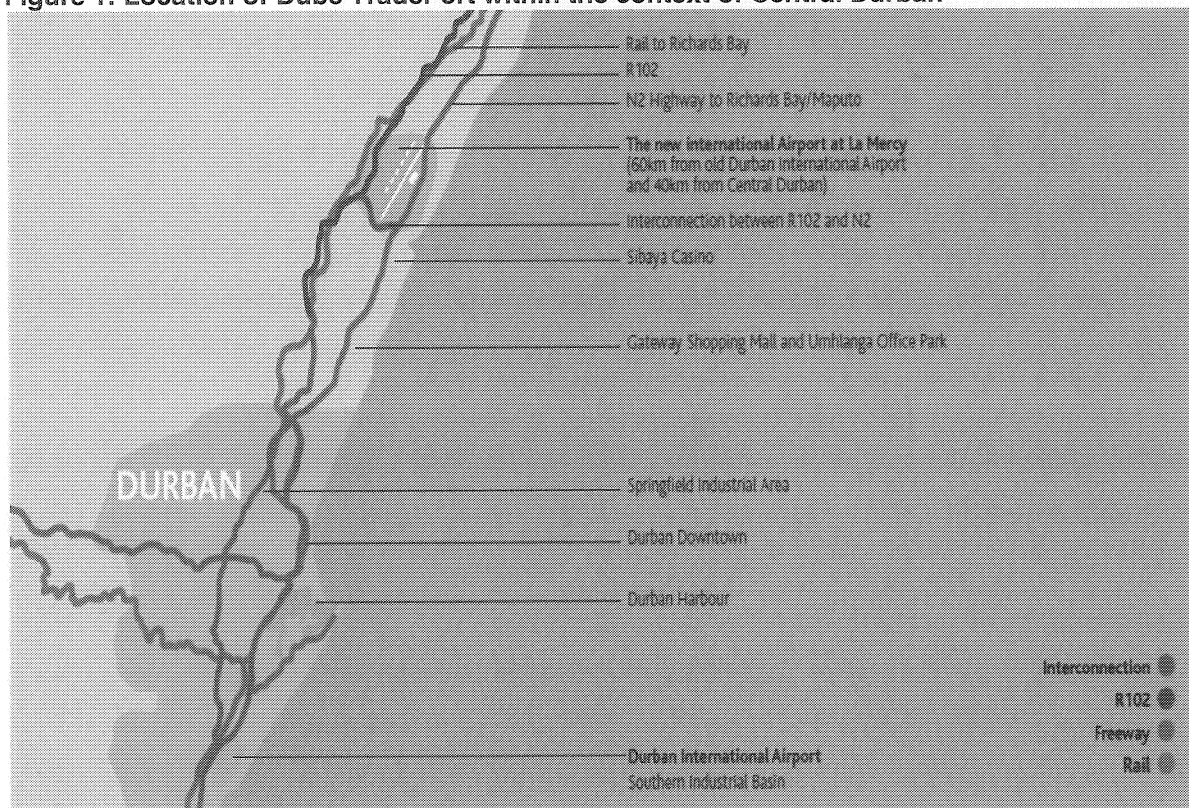 Figure 1: Location of Dube TradePort within the context of Central Durban
Rail to Richards Bay
R102
N2 Highway to Richards Bay/Maputo
The new international Airport at La Mercy
(60km from old Durban International Airport
and 40km from Central Durban)
Interconnection between R102 and N2
Sibaya Casino
Gateway Shopping Mall and Umhlanga Office Park
DURBAN
Springfield Industrial Area
Durban Downtown
Durban Harbour
Interconnection
R102
Freeway
Rail
Durban International Airport
Southern Industrial Basin